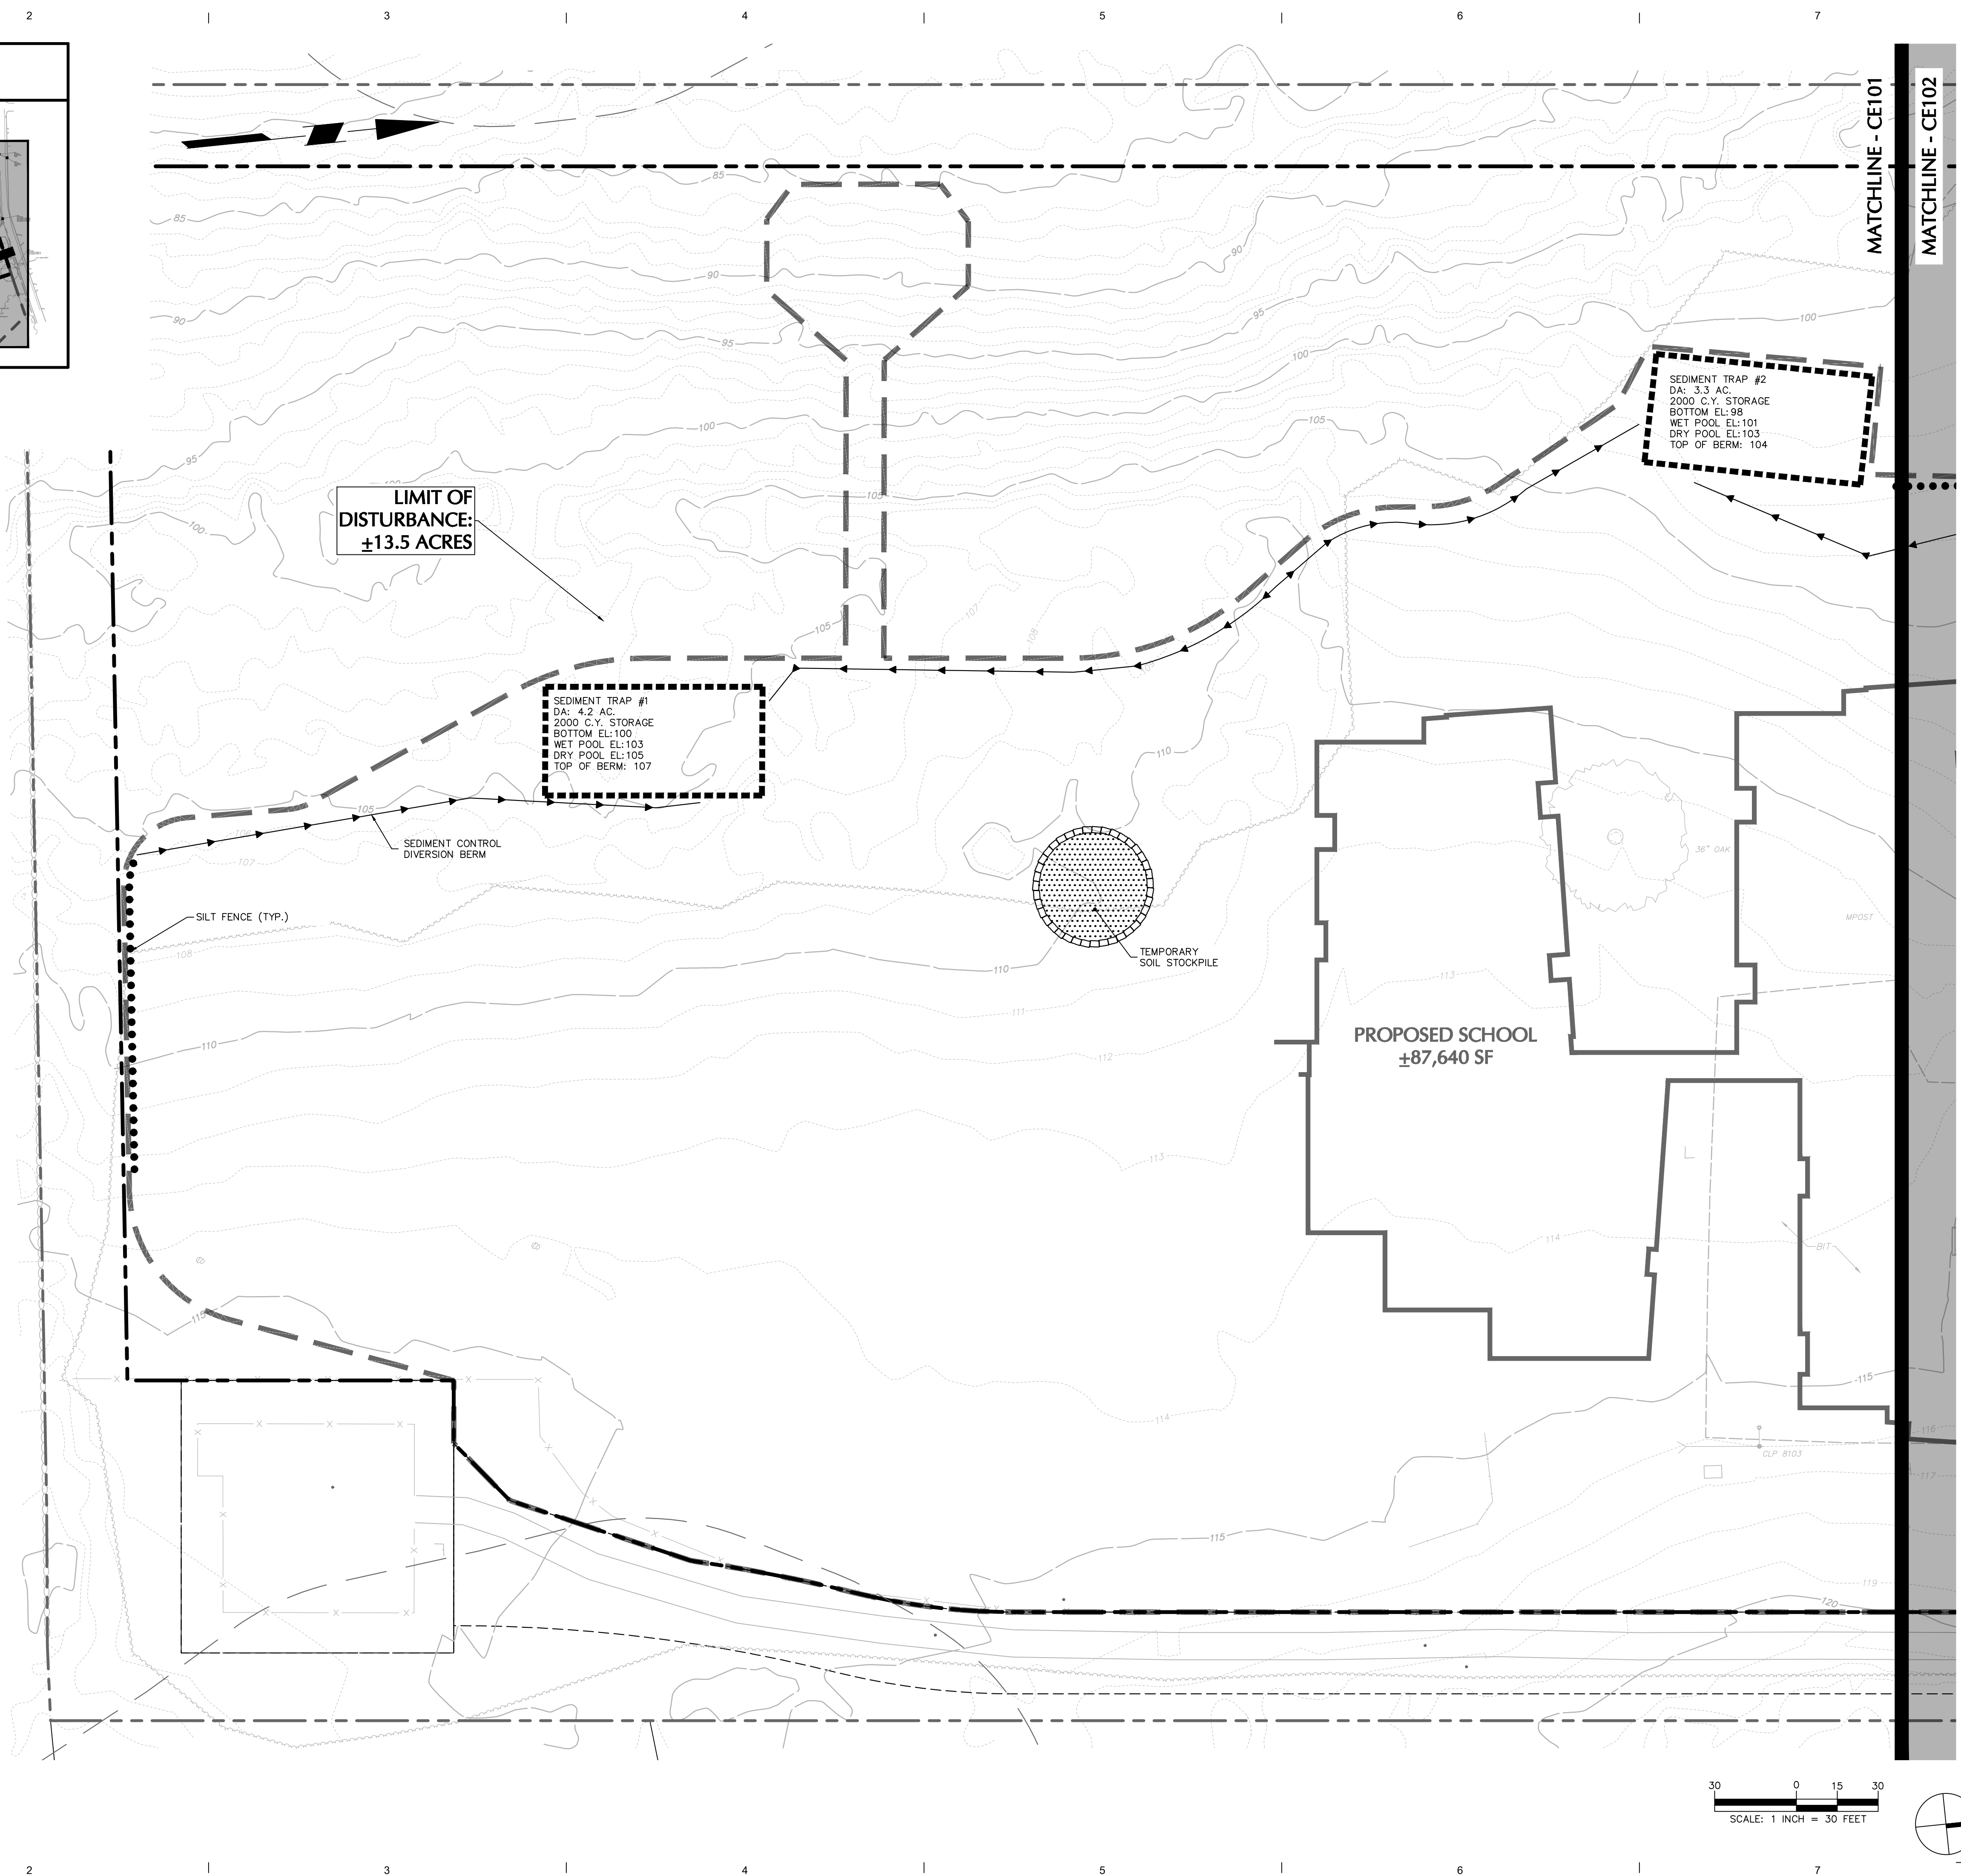 2
3
4
5
6
7
MATCHLINE - CE101
MATCHLINE - CE102
85
85
90
90
90
95
95
95
100
100
100
100
100
105
105
LIMIT OF
DISTURBANCE:
±13.5 ACRES
SEDIMENT TRAP #2
DA: 3.3 AC.
2000 C.Y. STORAGE
BOTTOM EL:98
WET POOL EL:101
DRY POOL EL:103
TOP OF BERM: 104
105
107
108
SEDIMENT TRAP #1
DA: 4.2 AC.
2000 C.Y. STORAGE
BOTTOM EL:100
WET POOL EL:103
DRY POOL EL:105
TOP OF BERM: 107
110
105
106
107
SEDIMENT CONTROL
DIVERSION BERM
36" OAK
SILT FENCE (TYP.)
MPOST
108
TEMPORARY
SOIL STOCKPILE
110
113
111
PROPOSED SCHOOL
±87,640 SF
110
112
113
114
BIT
115
115
114
116
CLP 8103
117
115
119
120
30
0
15
30
SCALE: 1 INCH = 30 FEET
2
3
4
5
6
7